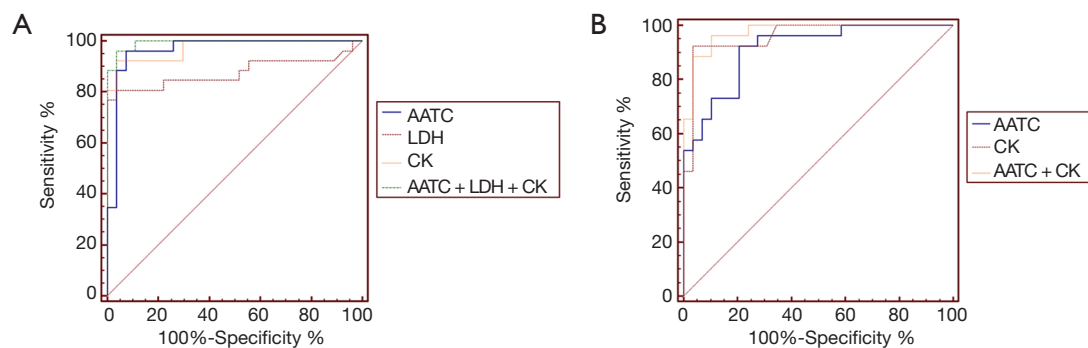 A
Sensitivity %
100
80
60
40
20
0
0 20 40 60 80 100
100%-Specificity %
AATC
LDH
CK
AATC + LDH + CK
B
Sensitivity %
100
80
60
40
20
0
0 20 40 60 80 100
100%-Specificity %
AATC
CK
AATC + CK